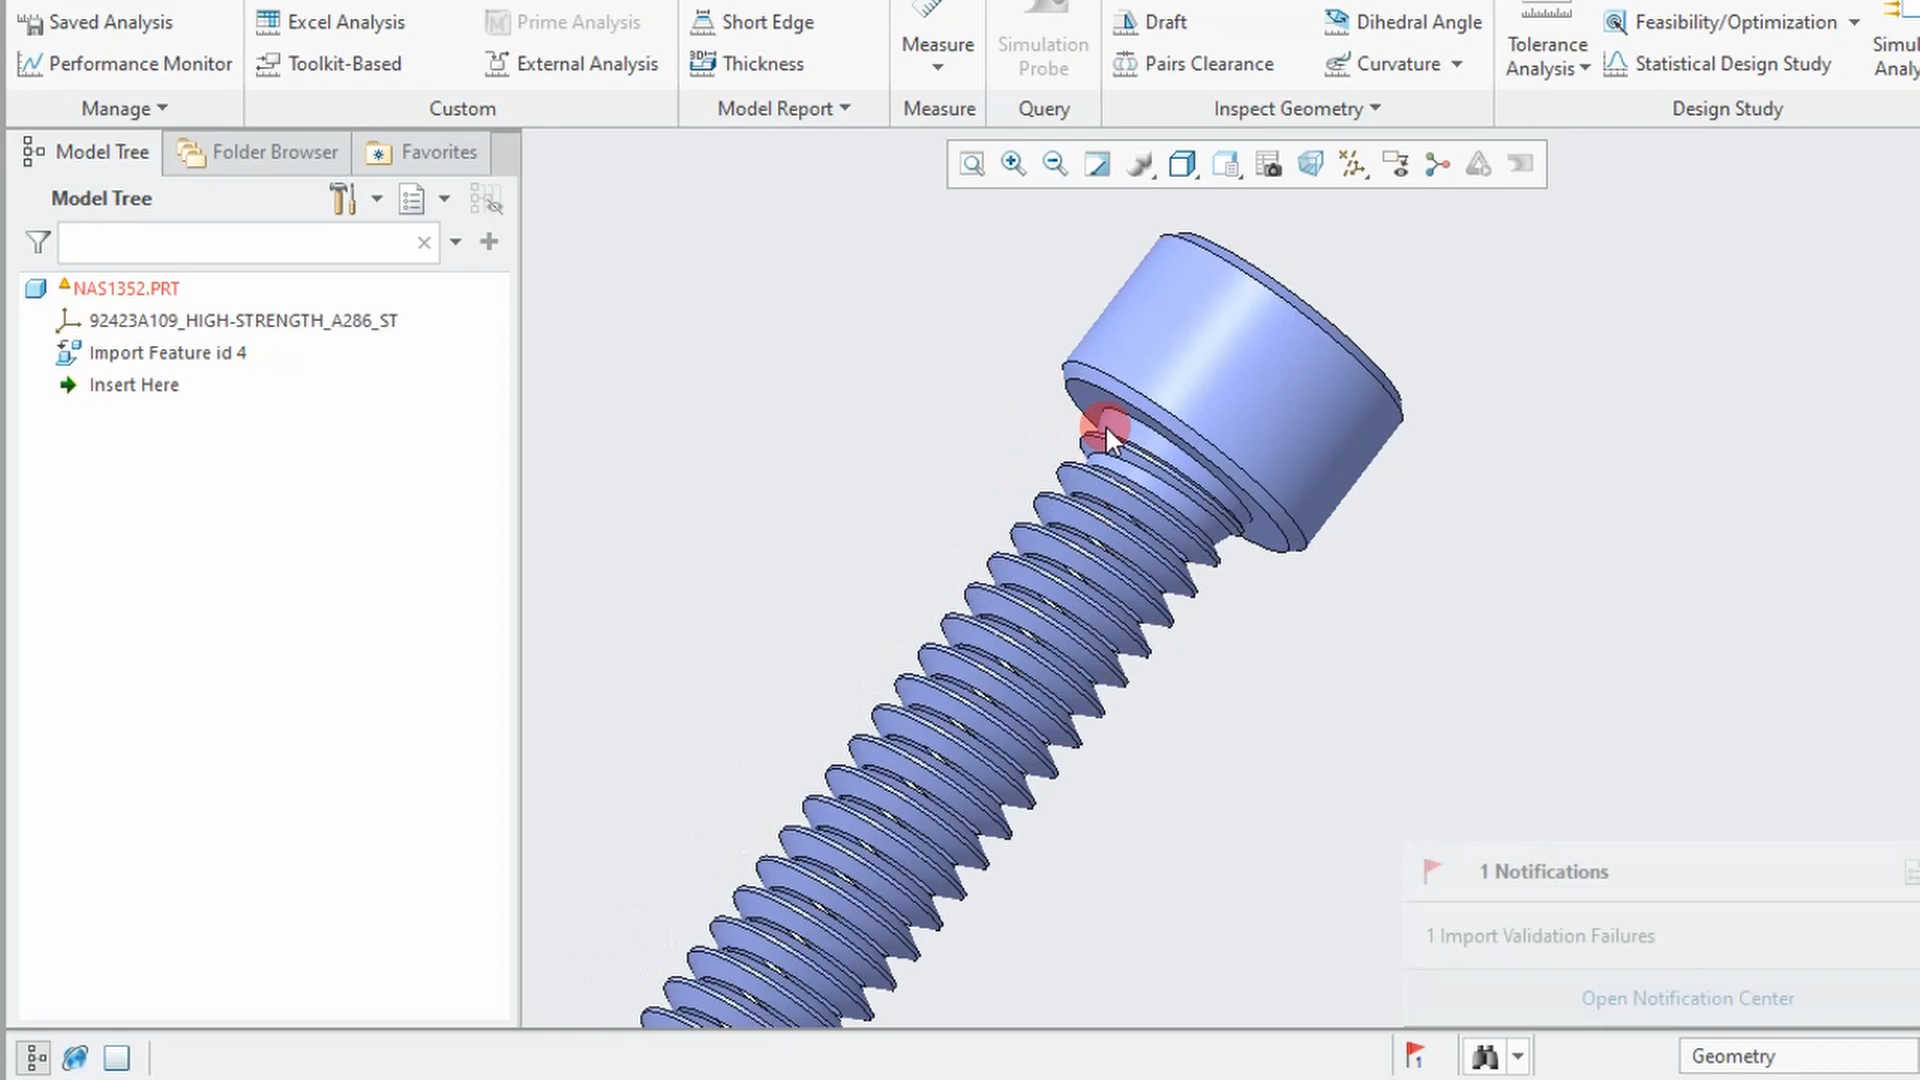 Saved Analysis
Excel Analysis
Prime Analysis
Short Edge
Draft
Dihedral Angle
Feasibility/Optimization
Performance Monitor
Toolkit-Based
External Analysis
Thickness
Measure
Simulation
Probe
Pairs Clearance
Curvature
Tolerance
Analysis
Statistical Design Study
Manage
Custom
Model Report
Measure
Query
Inspect Geometry
Design Study
Model Tree
Folder Browser
Favorites
Model Tree
NAS1352.PRT
92423A109_HIGH-STRENGTH_A286_ST
Import Feature id 4
Insert Here
1 Notifications
1 Import Validation Failures
Open Notification Center
1
Geometry